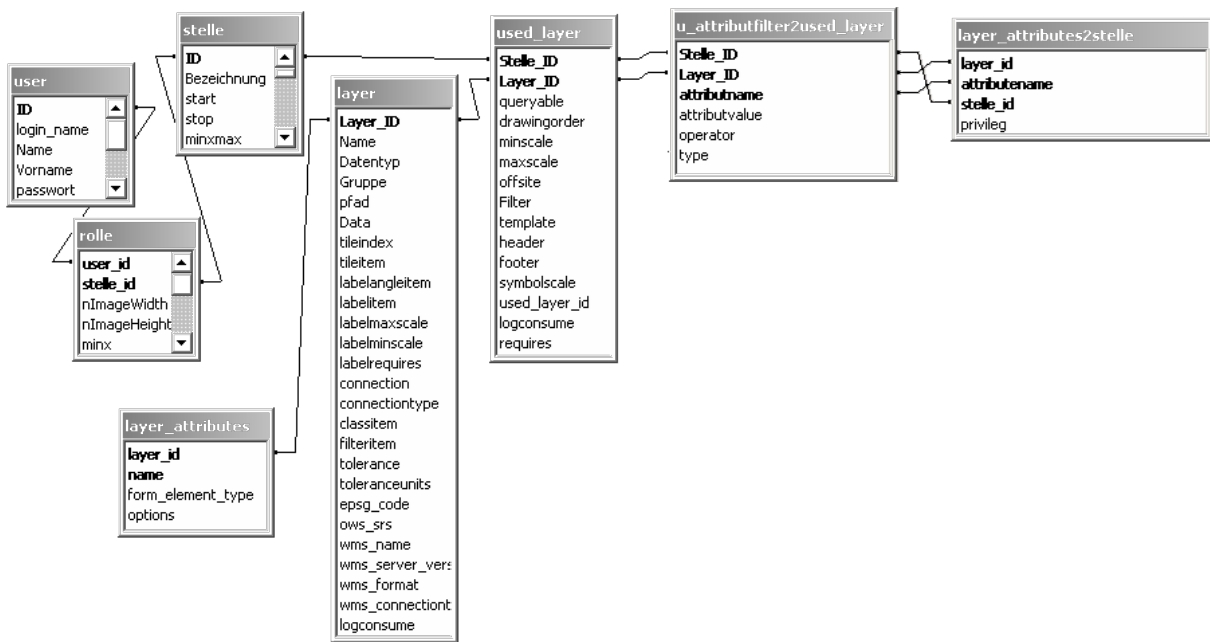 user
ID
login_name
Name
Vorname
passwort
stelle
ID
Bezeichnung
start
stop
minxmax
rolle
user_id
stelle_id
nImageWidth
nImageHeight
minx
layer_attributes
layer_id
name
form_element_type
options
layer
Layer_ID
Name
Datentyp
Gruppe
pfad
Data
tileindex
tileitem
labelangleitem
labelitem
labelmaxscale
labelminscale
labelrequires
connection
connectiontype
classitem
filteritem
tolerance
toleranceunits
epsg_code
ows_srs
wms_name
wms_server_vers
wms_format
wms_connectiont
logconsume
used_layer
Stelle_ID
Layer_ID
queryable
drawingorder
minscale
maxscale
offsite
Filter
template
header
footer
symbolscale
used_layer_id
logconsume
requires
u_attributfilter2used_layer
Stelle_ID
Layer_ID
attributname
attributvalue
operator
type
layer_attributes2stelle
layer_id
attributename
stelle_id
privileg